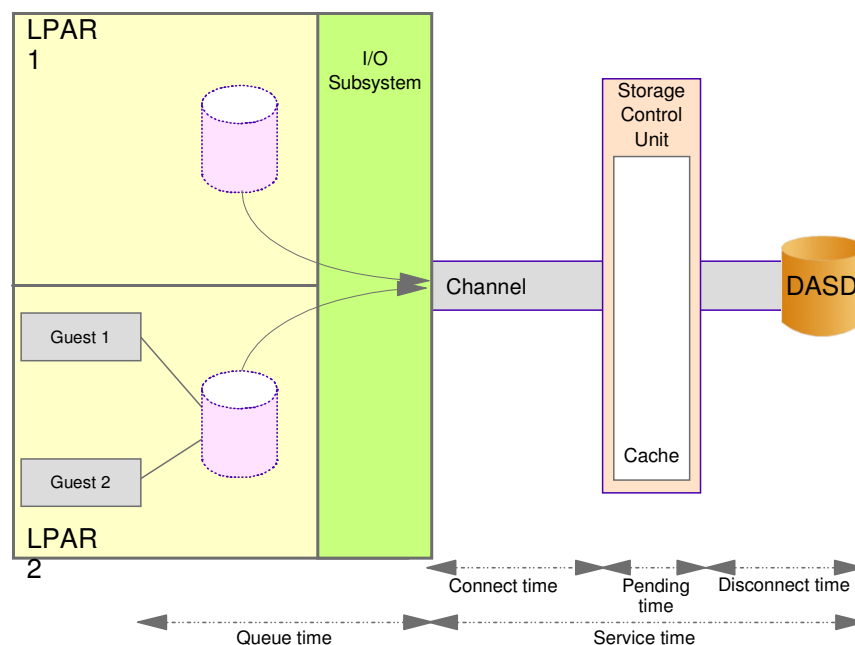 LPAR
1
I/O
Subsystem
Storage
Control
Unit
Channel
DASD
Guest 1
Guest 2
Cache
LPAR
2
Connect time
Pending
time
Disconnect time
Queue time
Service time